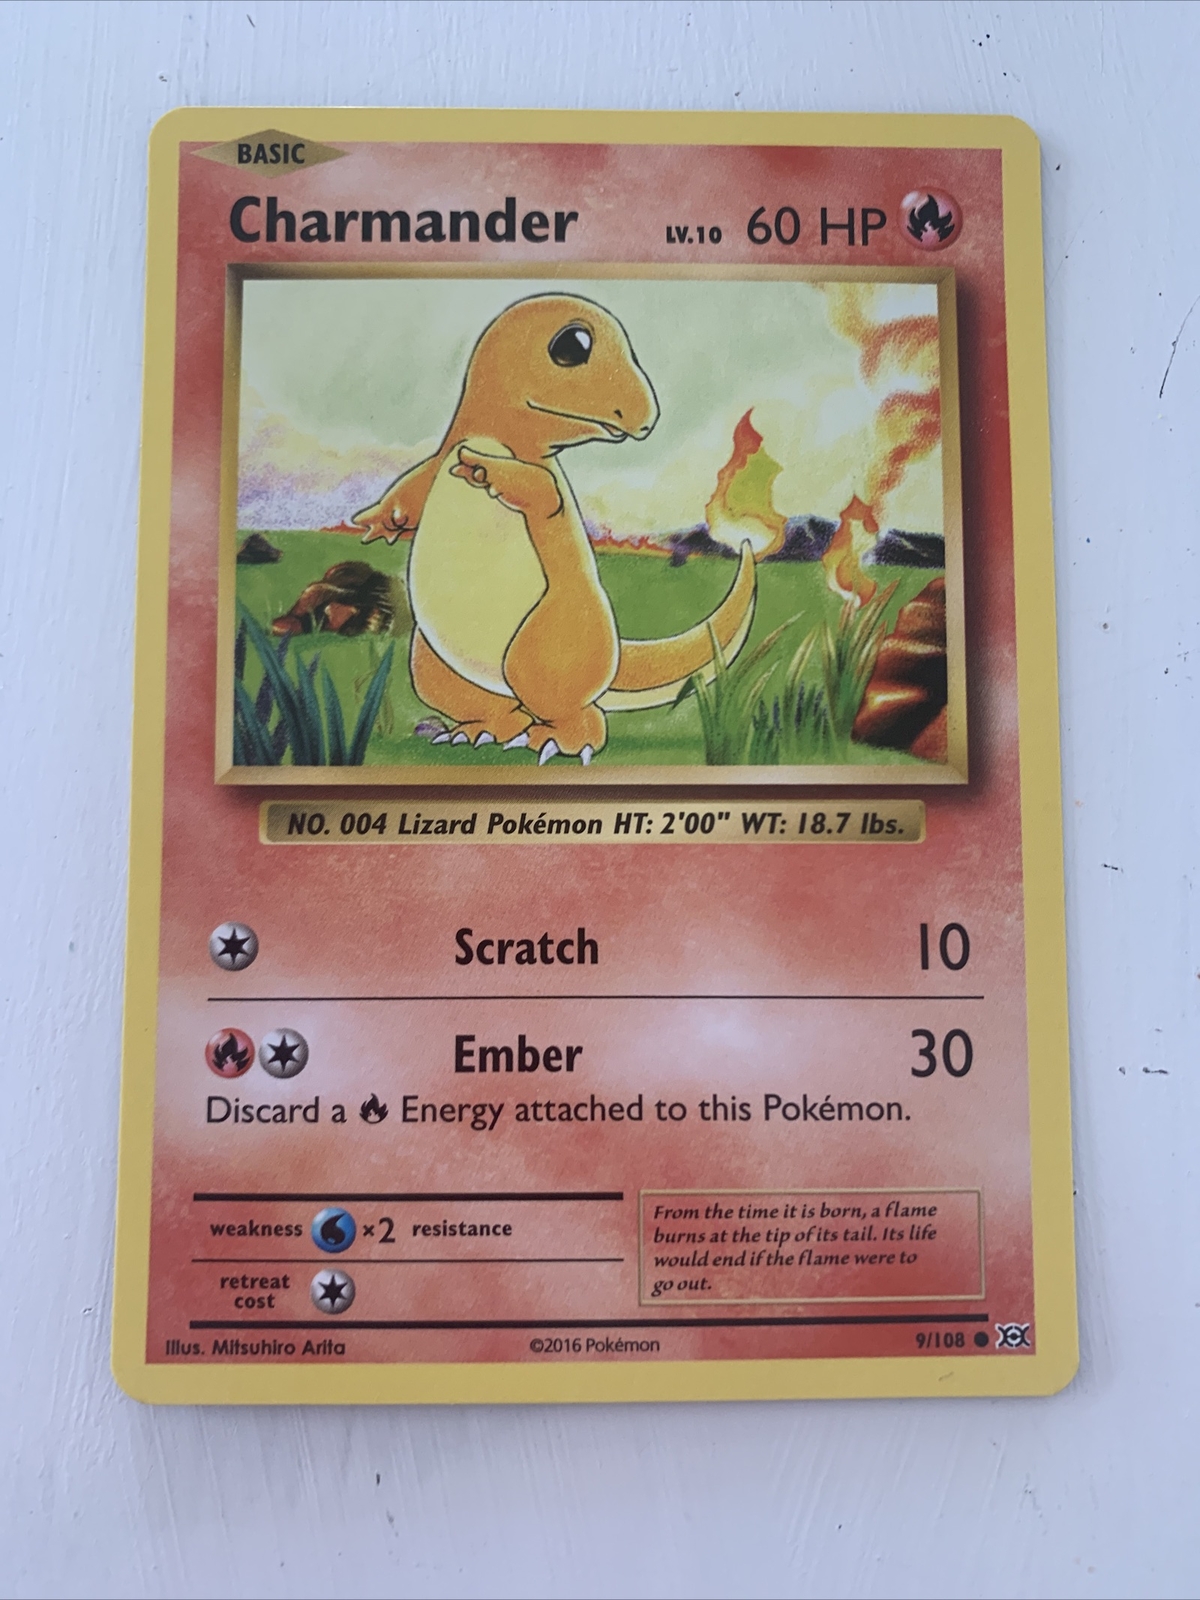 BASIC
Charmander LV.10 60 HP
NO. 004 Lizard Pokémon HT: 2'00" WT: 18.7 lbs.
Scratch 10
Ember 30
Discard a Energy attached to this Pokémon.
weakness ×2 resistance
retreat
cost
From the time it is born, a flame
burns at the tip of its tail. Its life
would end if the flame were to
go out.
Illus. Mitsuhiro Arita ©2016 Pokémon 9/108